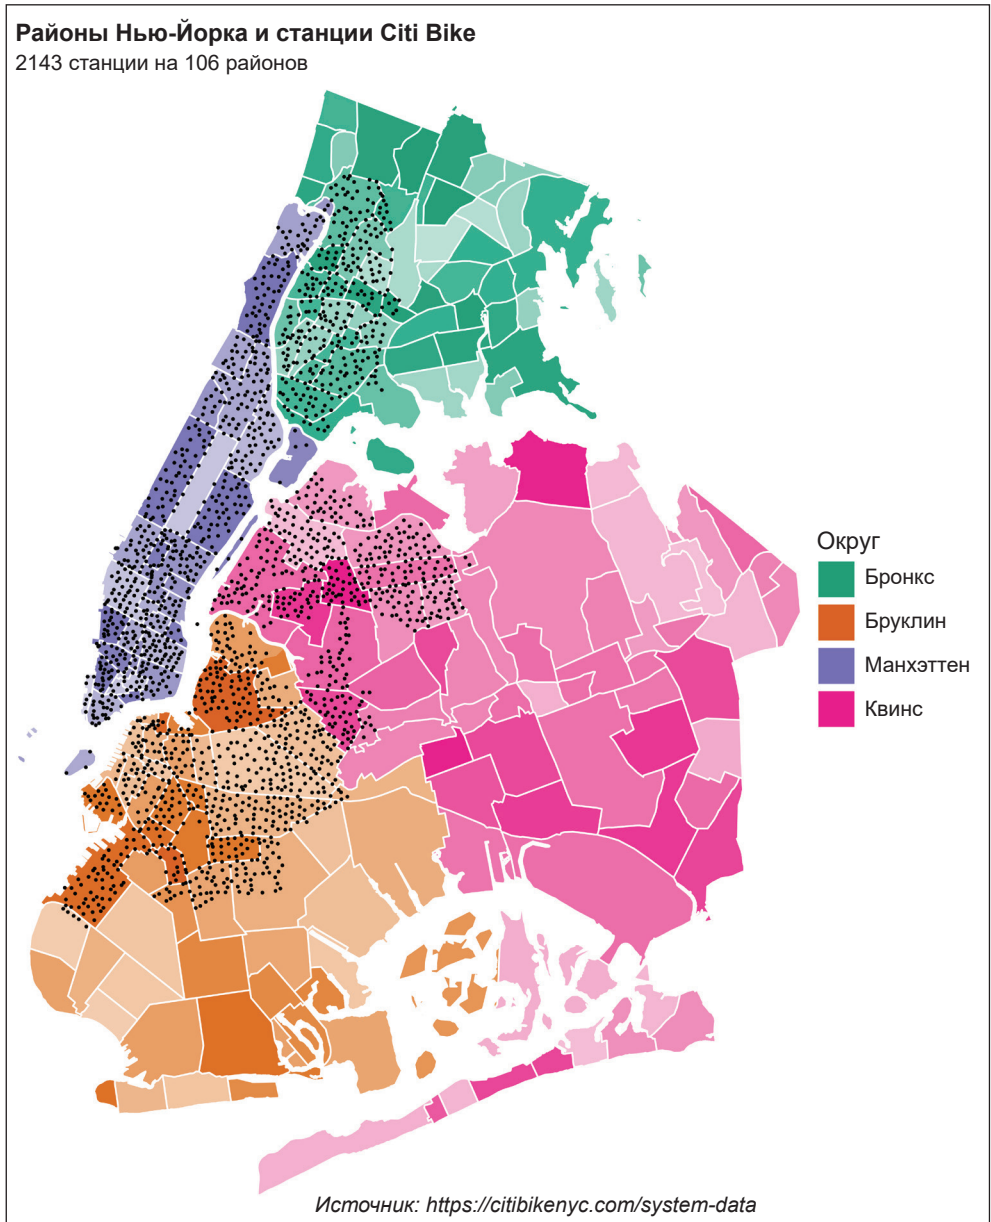 Районы Нью-Йорка и станции Citi Bike
2143 станции на 106 районов
Округ
Бронкс
Бруклин
Манхэттен
Квинс
Источник: https://citibikenyc.com/system-data